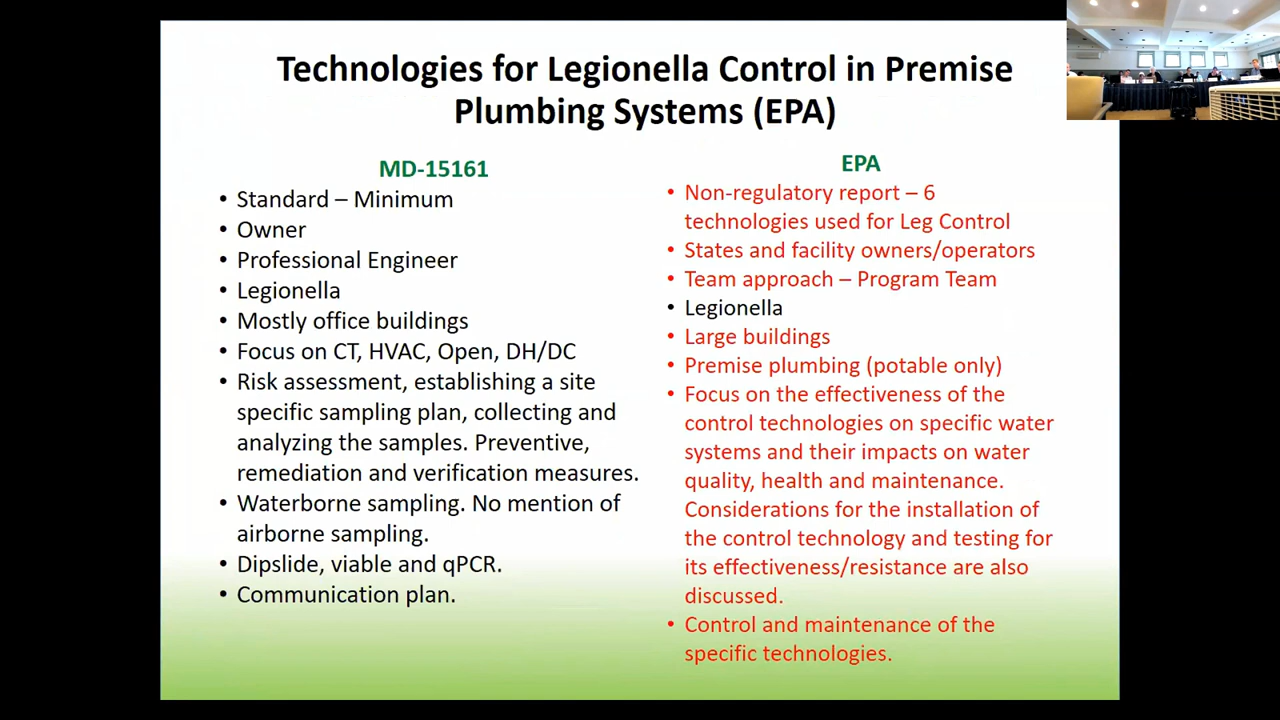 Technologies for Legionella Control in Premise
Plumbing Systems (EPA)
MD-15161
• Standard – Minimum
• Owner
• Professional Engineer
• Legionella
• Mostly office buildings
• Focus on CT, HVAC, Open, DH/DC
• Risk assessment, establishing a site
specific sampling plan, collecting and
analyzing the samples. Preventive,
remediation and verification measures.
• Waterborne sampling. No mention of
airborne sampling.
• Dipslide, viable and qPCR.
• Communication plan.
EPA
• Non-regulatory report – 6
technologies used for Leg Control
• States and facility owners/operators
• Team approach – Program Team
• Legionella
• Large buildings
• Premise plumbing (potable only)
• Focus on the effectiveness of the
control technologies on specific water
systems and their impacts on water
quality, health and maintenance.
Considerations for the installation of
the control technology and testing for
its effectiveness/resistance are also
discussed.
• Control and maintenance of the
specific technologies.